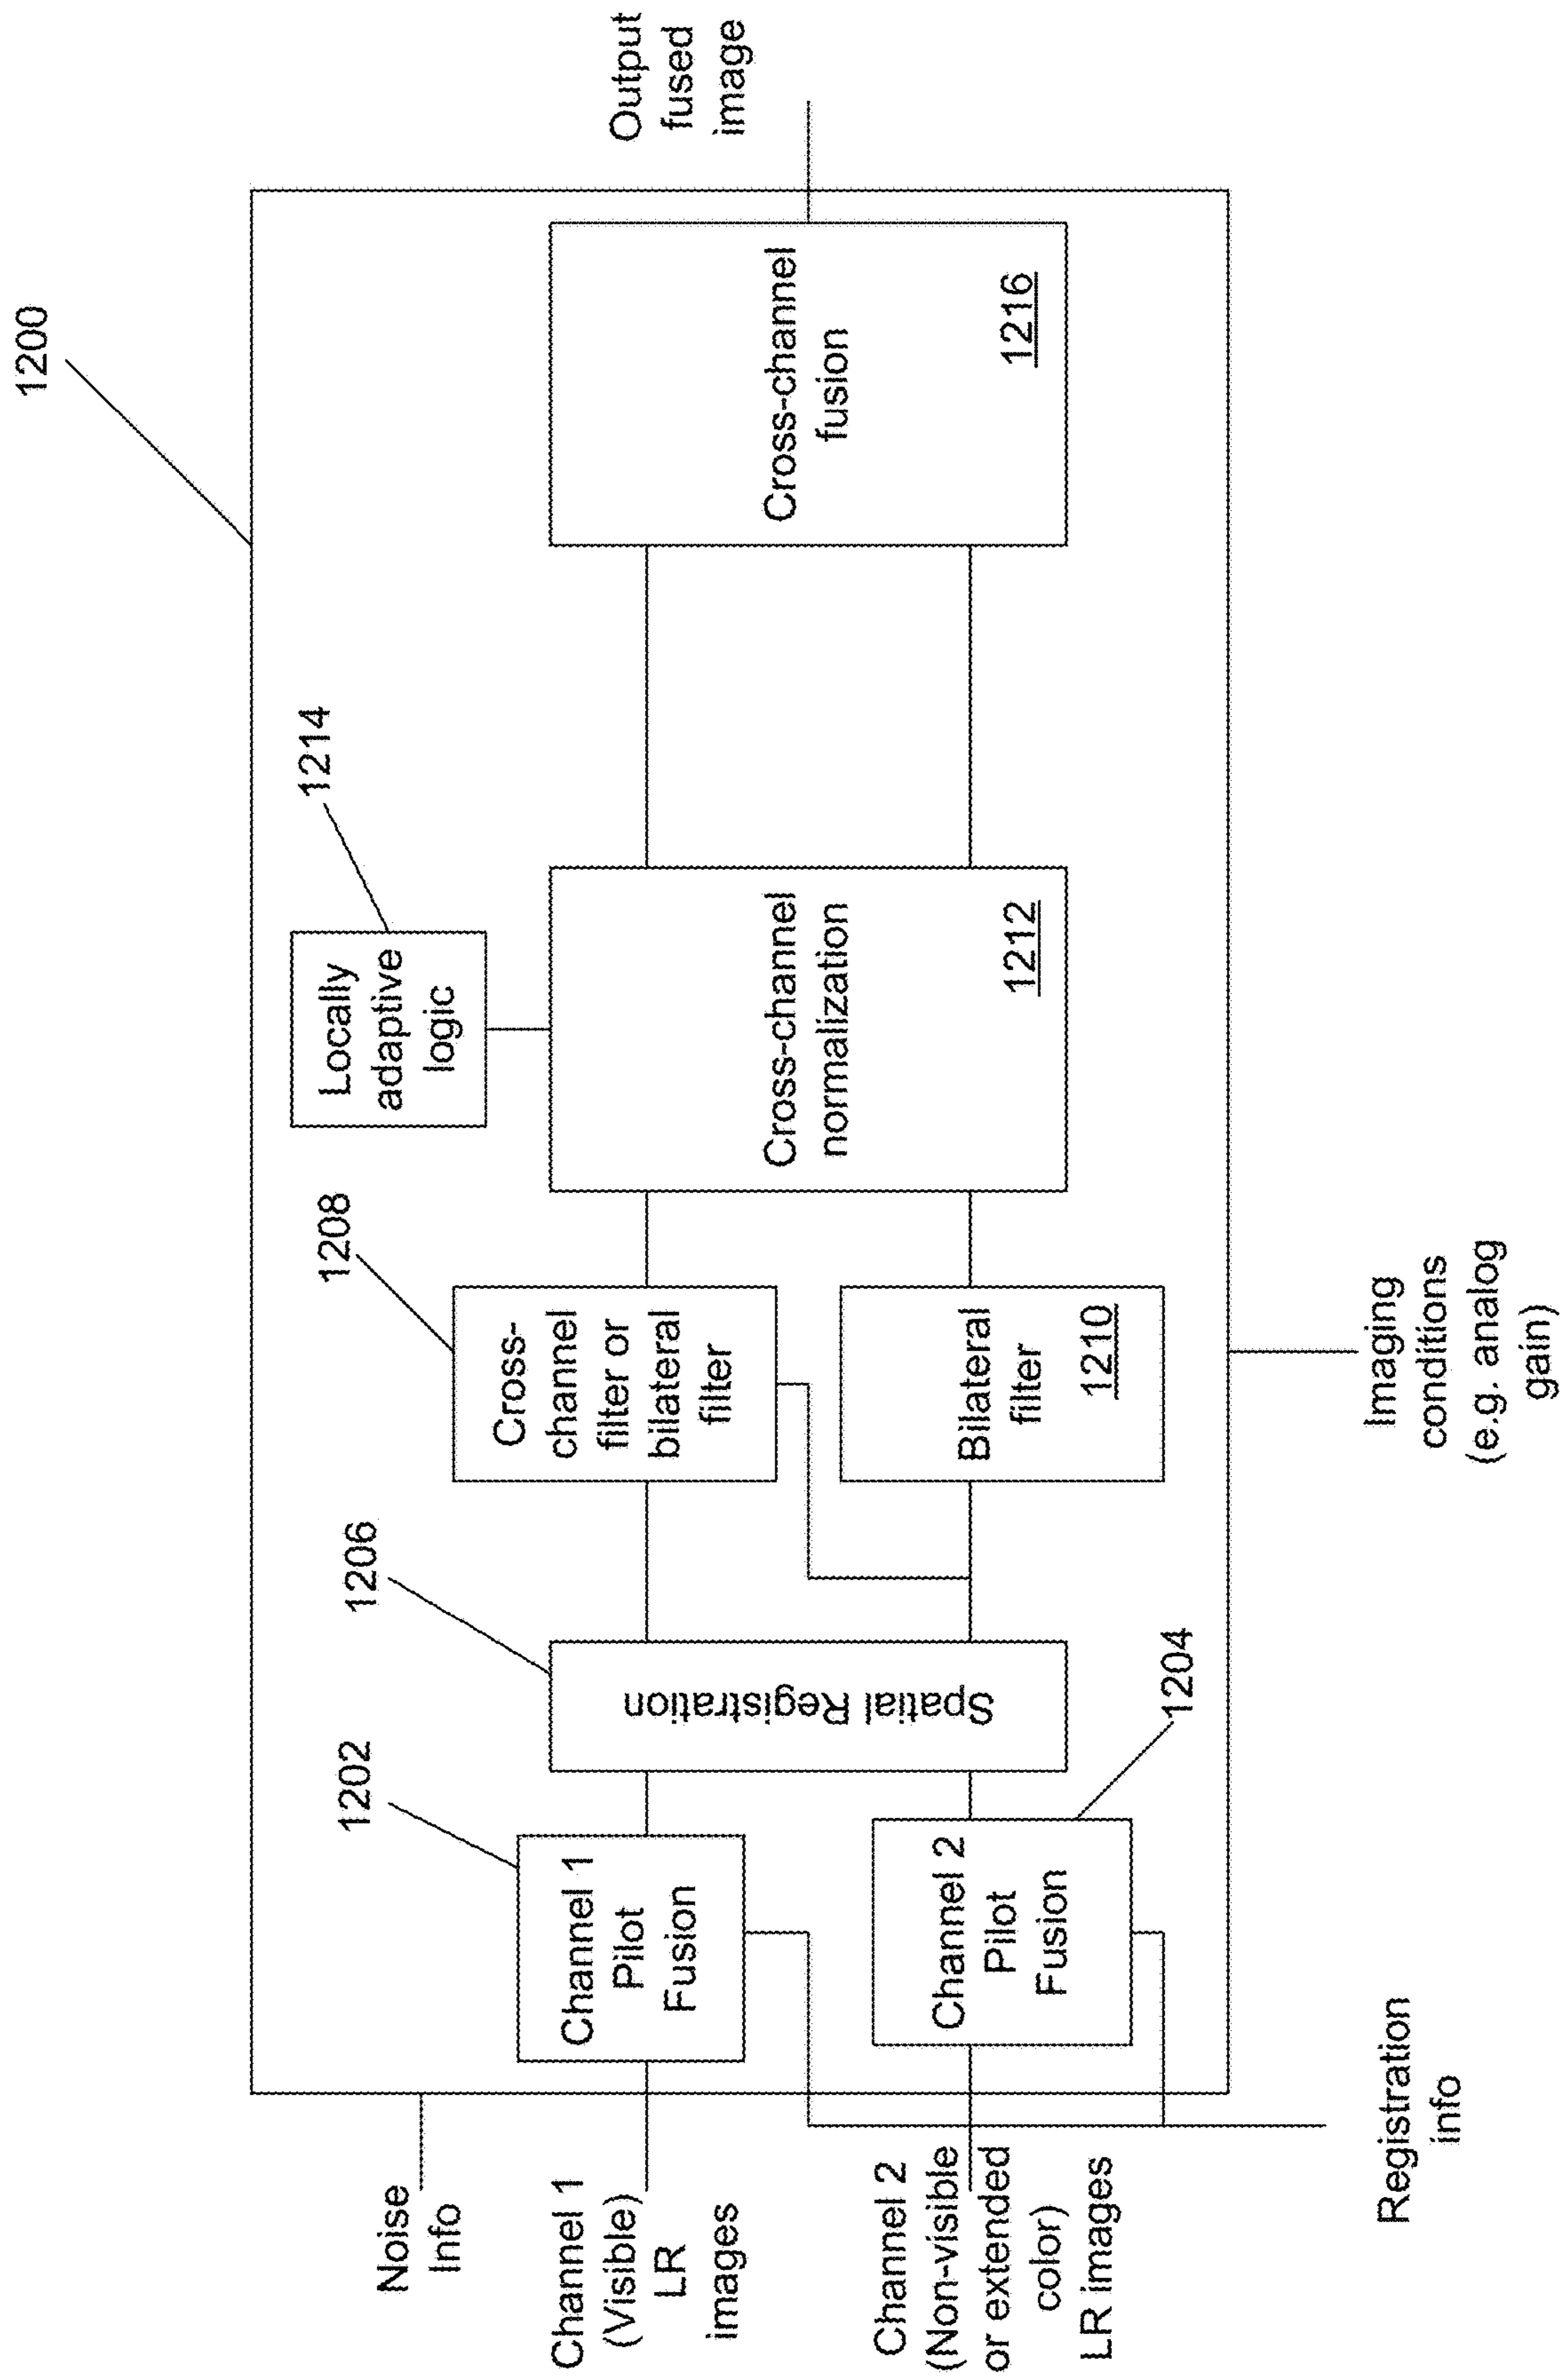 1200
Noise
Info
Channel 1
(Visible)
LR
images
Channel 2
(Non-visible
or extended
color)
LR images
Registration
info
1202
Channel 1
Pilot
Fusion
Channel 2
Pilot
Fusion
1204
1206
Spatial Registration
1208
Cross-
channel
filter or
bilateral
filter
Bilateral
filter
1210
Imaging
conditions
(e.g. analog
gain)
1214
Locally
adaptive
logic
Cross-channel
normalization
1212
Cross-channel
fusion
1216
Output
fused
image